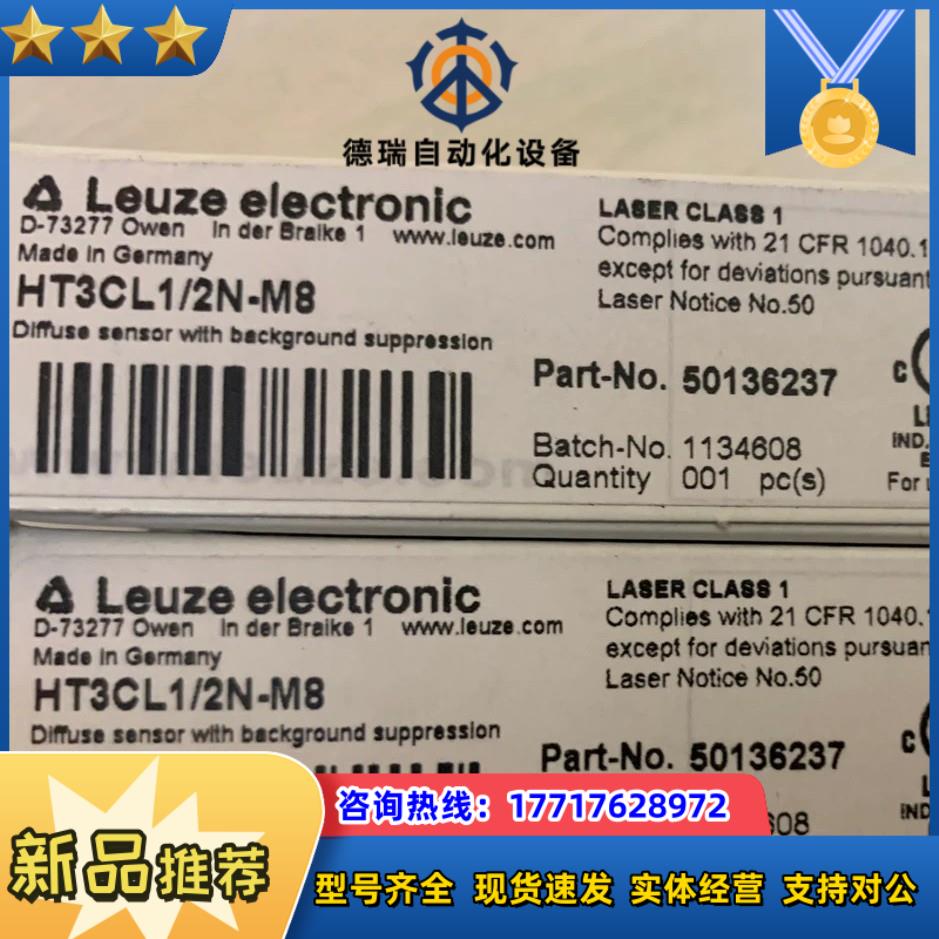 德瑞自动化设备
Leuze electronic
D-73277 Owen In der Braike 1 www.leuze.com
Made in Germany
HT3CL1/2N-M8
Diffuse sensor with background suppression
LASER CLASS 1
Complies with 21 CFR 1040.1
except for deviations pursuant
Laser Notice No.50
Part-No. 50136237
Batch-No. 1134608
Quantity 001 pc(s)
C
IND.
For
Leuze electronic
D-73277 Owen In der Braike 1 www.leuze.com
Made in Germany
HT3CL1/2N-M8
Diffuse sensor with background suppression
LASER CLASS 1
Complies with 21 CFR 1040.
except for deviations pursuan
Laser Notice No.50
Part-No. 50136237
C
IND
咨询热线：17717628972
新品推荐
型号齐全 现货速发 实体经营 支持对公